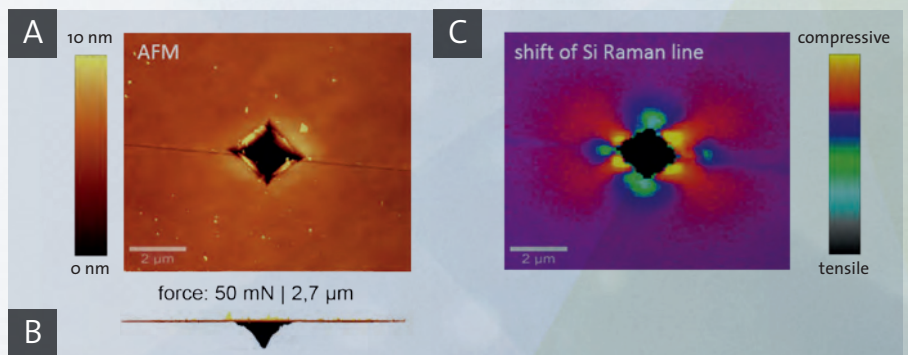 A
10 nm
0 nm
AFM
2 µm
force: 50 mN | 2,7 µm
B
C
shift of Si Raman line
2 µm
compressive
tensile